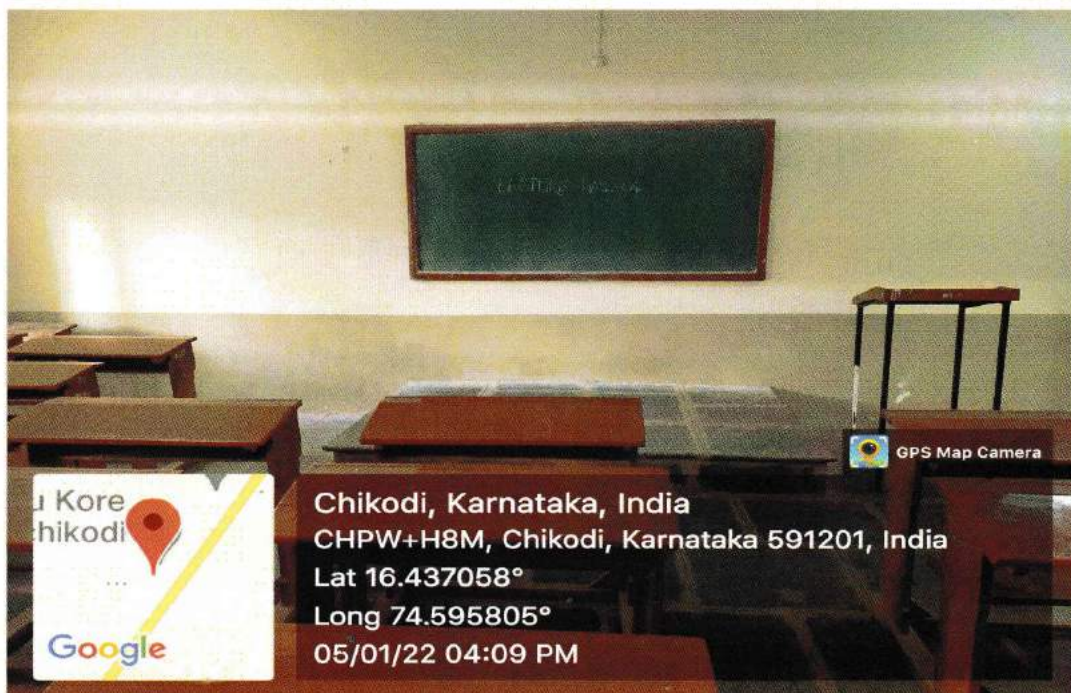 GPS Map Camera
u Kore
hikodi
Google
Chikodi, Karnataka, India
CHPW+H8M, Chikodi, Karnataka 591201, India
Lat 16.437058°
Long 74.595805°
05/01/22 04:09 PM